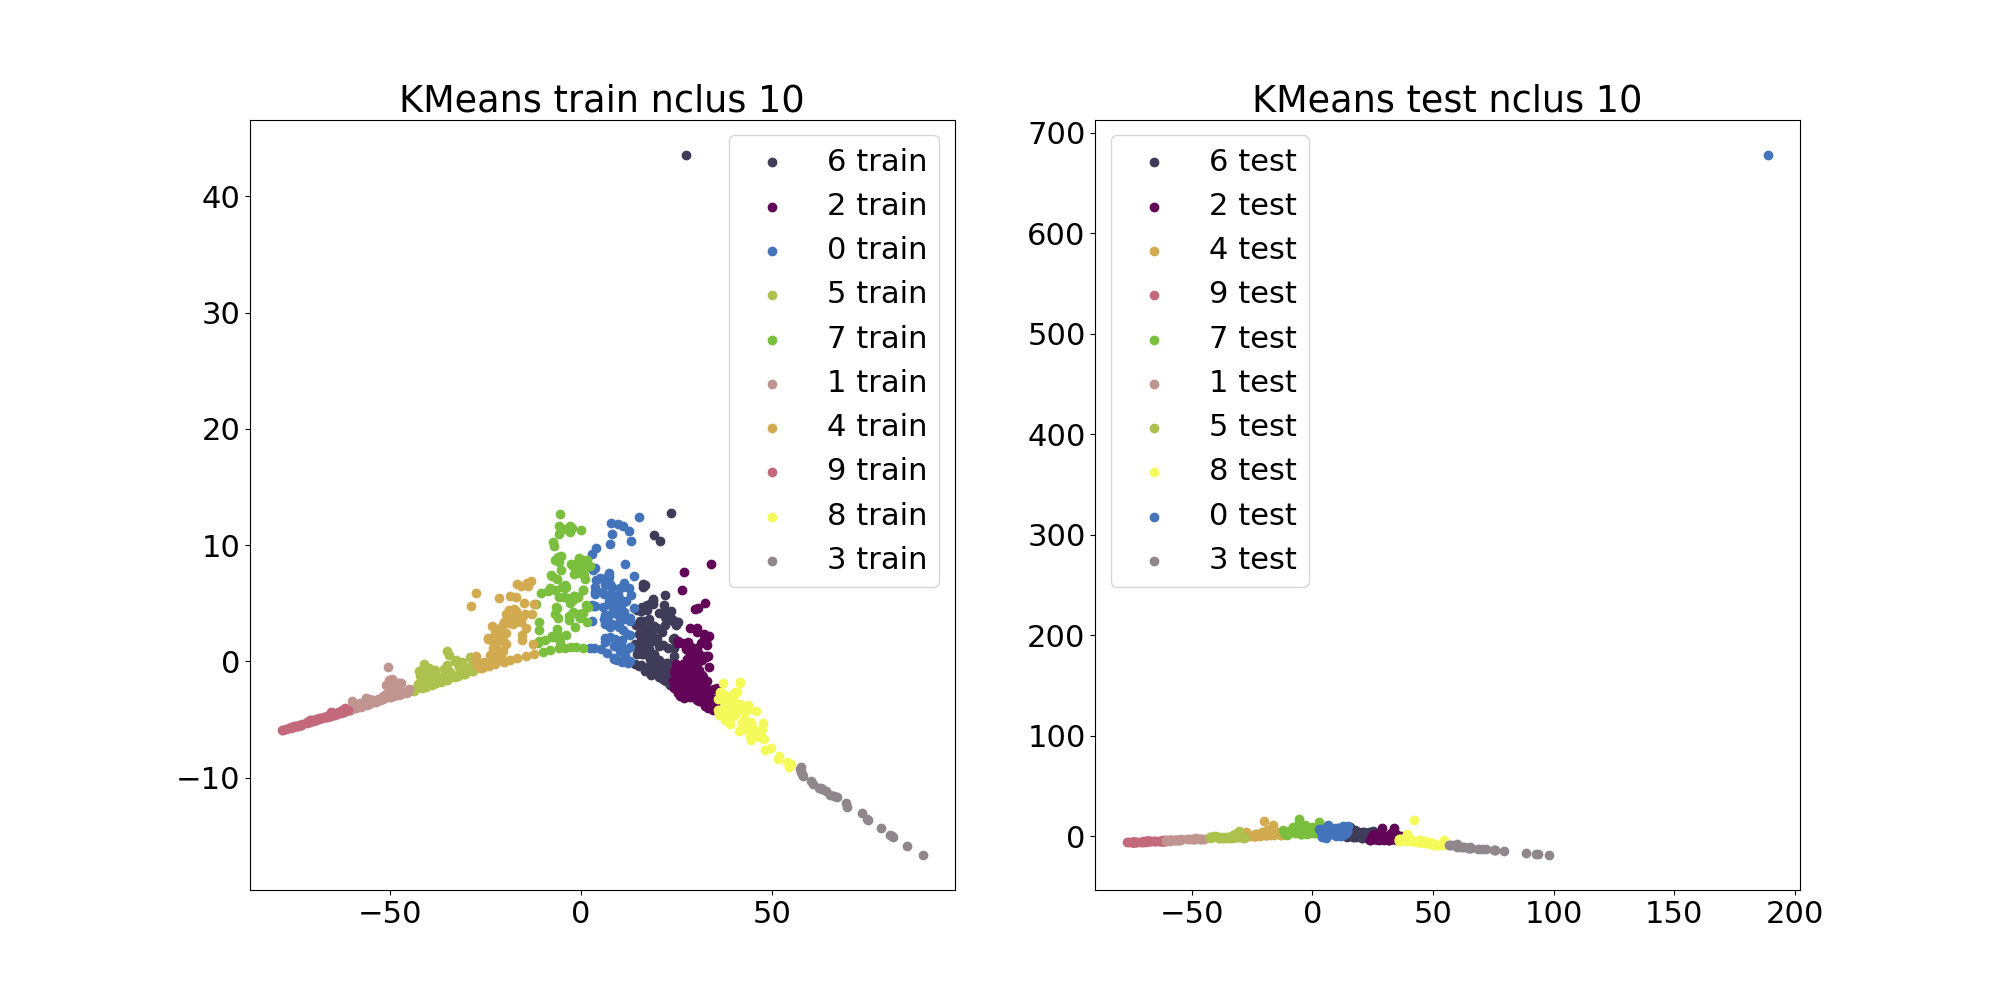 KMeans train nclus 10
40
30
20
10
0
−10
−50
0
50
6 train
2 train
0 train
5 train
7 train
1 train
4 train
9 train
8 train
3 train
KMeans test nclus 10
700
600
500
400
300
200
100
0
−50
0
50
100
150
200
6 test
2 test
4 test
9 test
7 test
1 test
5 test
8 test
0 test
3 test